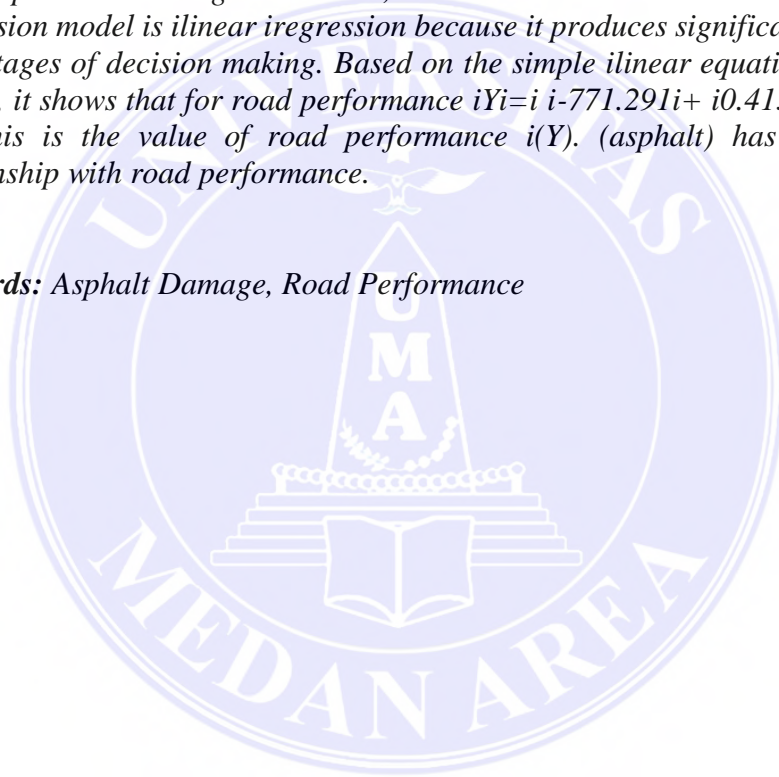 sion model is ilinear iregression because it produces significa
tages of decision making. Based on the simple ilinear equati
, it shows that for road performance iYi=i i-771.291i+ i0.41
his is the value of road performance i(Y). (asphalt) has
nship with road performance.
UNIVERSITAS
rds: Asphalt Damage, Road Performance
U
M
A
MEDAN AREA